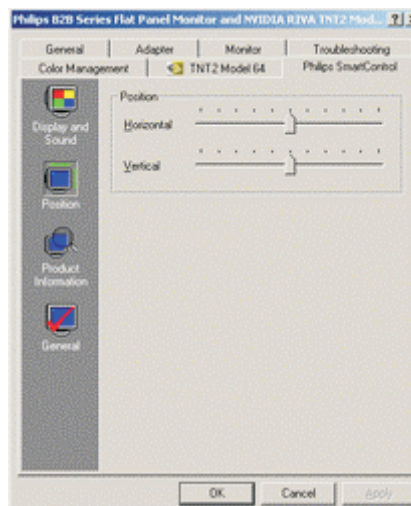 Philips B2B Series Flat Panel Monitor and NVIDIA RIVA TNT2 Mod...
General
Adapter
Monitor
Troubleshooting
Color Management
TNT2 Model 64
Philips SmartControl
Display and
Sound
Position
Product
Information
General
Position
Horizontal
Vertical
OK
Cancel
Apply